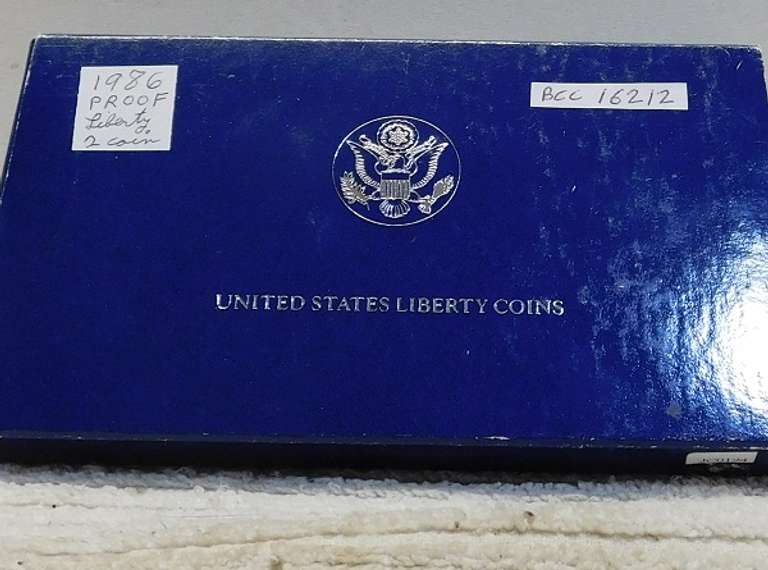 1986
PROOF
Liberty
2 coin
BCC 16212
UNITED STATES LIBERTY COINS